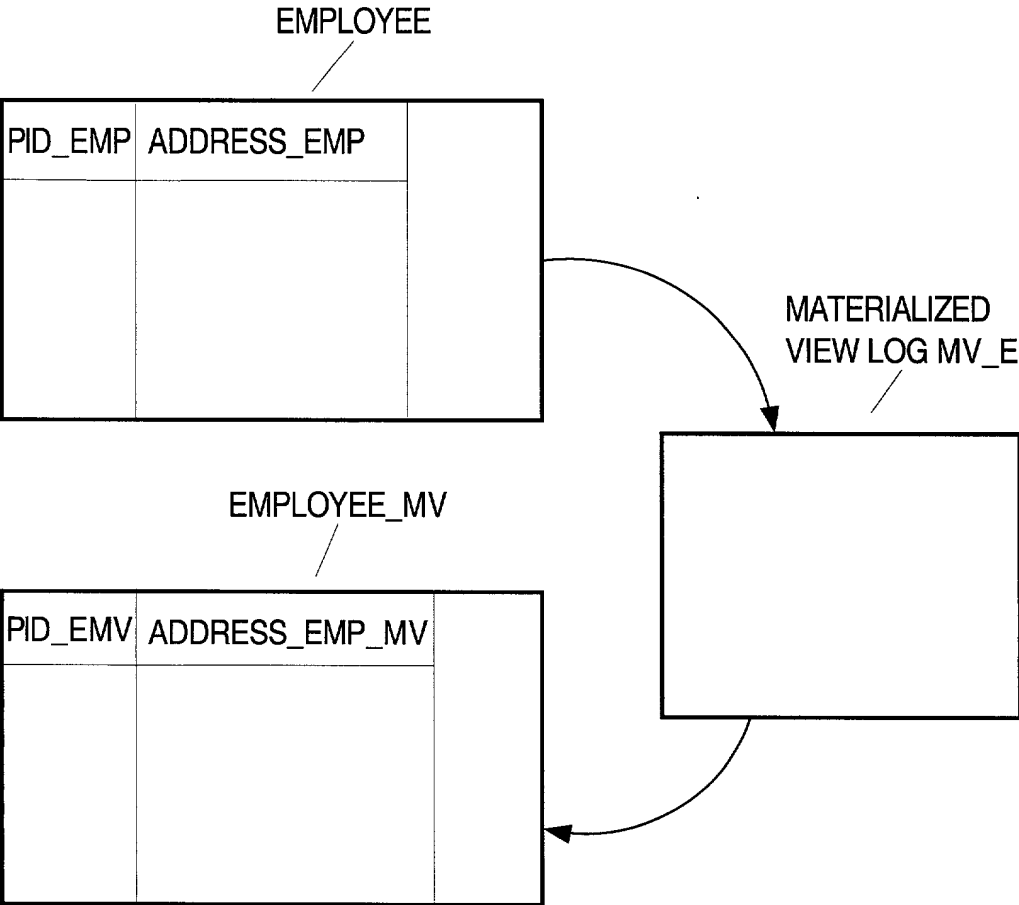 EMPLOYEE
PID_EMP ADDRESS_EMP
MATERIALIZED
VIEW LOG MV_E
EMPLOYEE_MV
PID_EMV ADDRESS_EMP_MV